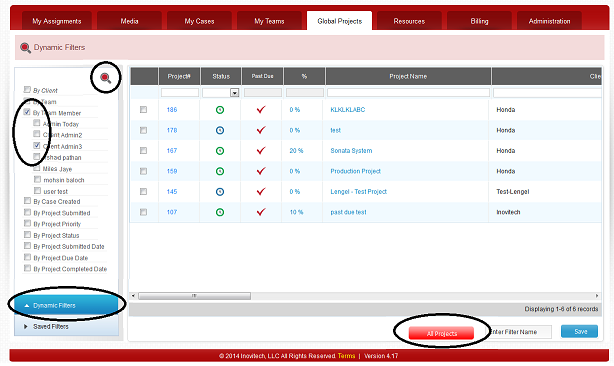 My Assignments
Media
My Cases
My Teams
Global Projects
Resources
Billing
Administration
Dynamic Filters
By Client
By Team
By Team Member
Admin Today
Client Admin2
Client Admin3
pathan
Miles Jaye
mohsin baloch
user test
By Case Created
By Project Submitted
By Project Priority
By Project Status
By Project Submitted Date
By Project Due Date
By Project Completed Date
Dynamic Filters
Saved Filters
Project# Status Past Due % Project Name Clie
186 0 % KLKLKLABC Honda
178 0 % test Honda
167 20 % Sonata System Honda
159 0 % Production Project Honda
145 0 % Lengel - Test Project Test-Lengel
107 10 % past due test Inovitech
Displaying 1-6 of 6 records
All Projects
Enter Filter Name
Save
© 2014 Inovitech, LLC All Rights Reserved. Terms | Version 4.17